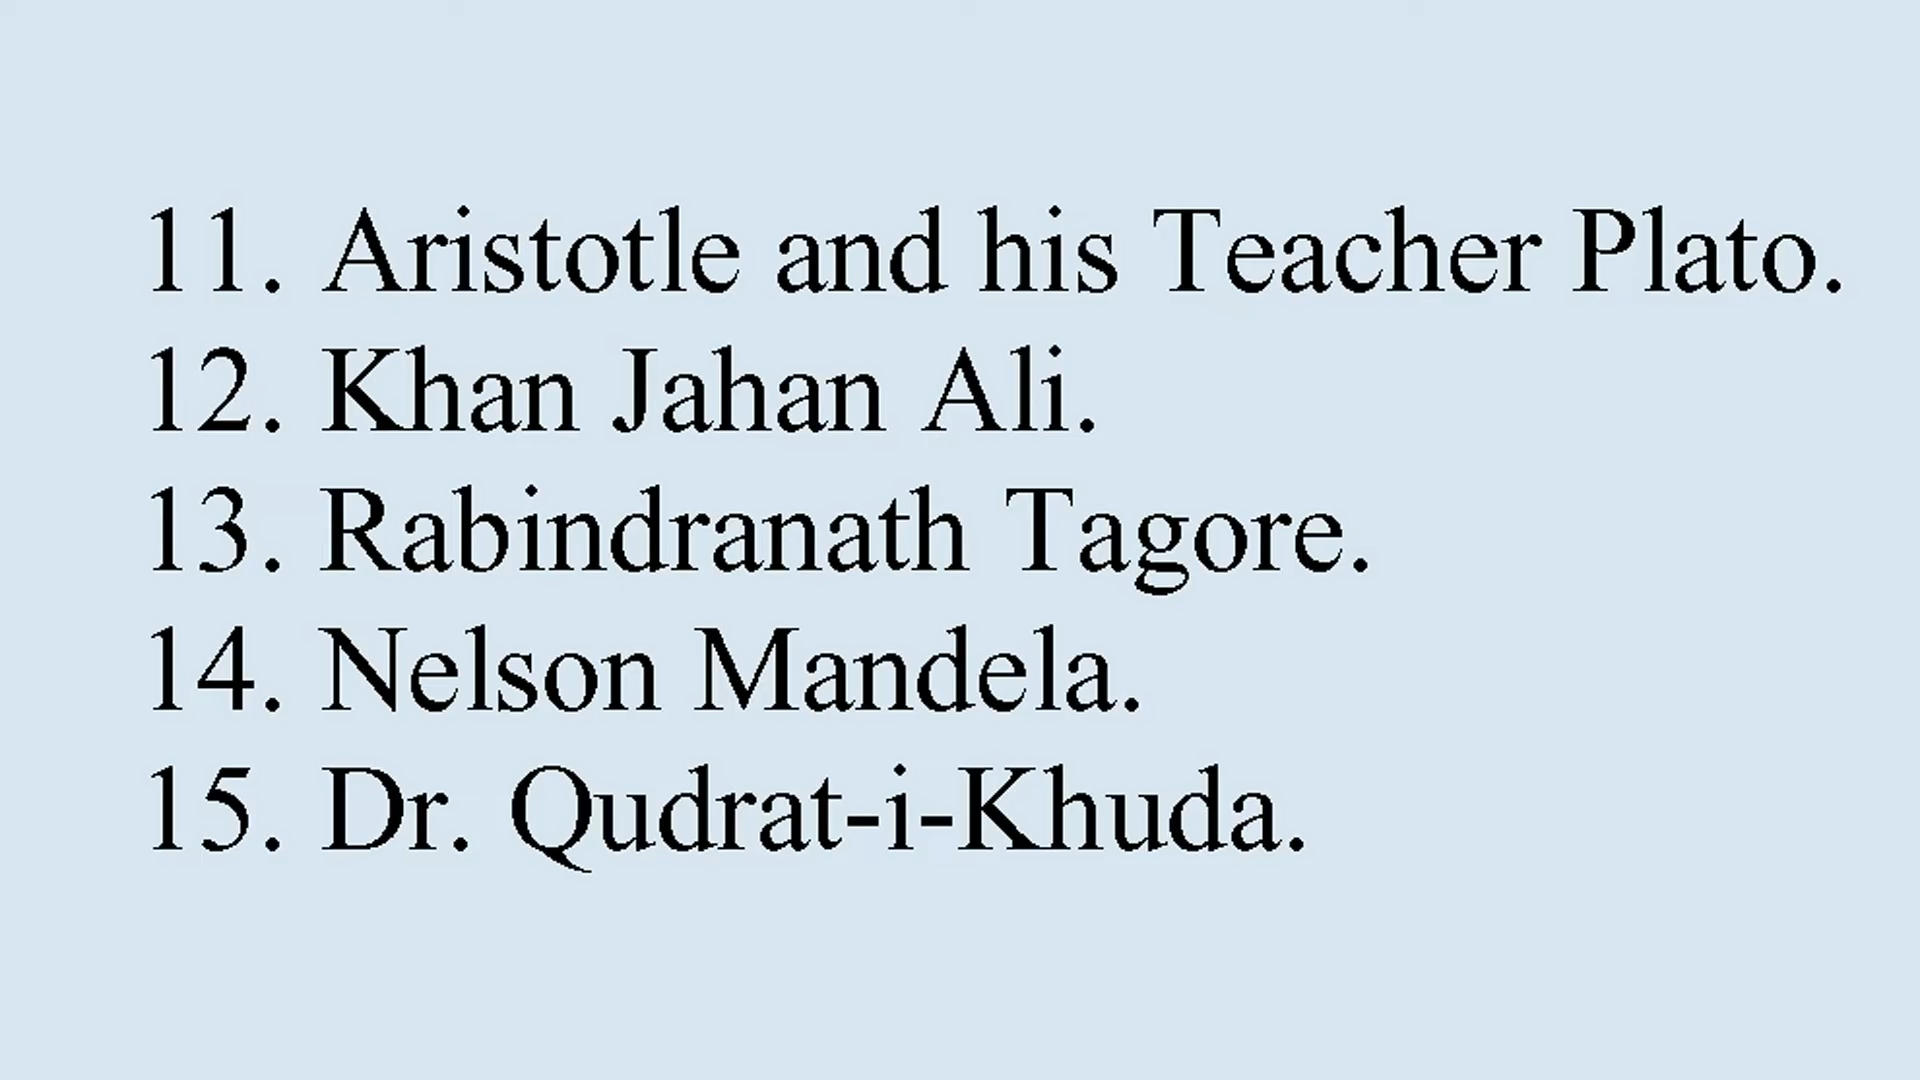 11. Aristotle and his Teacher Plato.
12. Khan Jahan Ali.
13. Rabindranath Tagore.
14. Nelson Mandela.
15. Dr. Qudrat-i-Khuda.